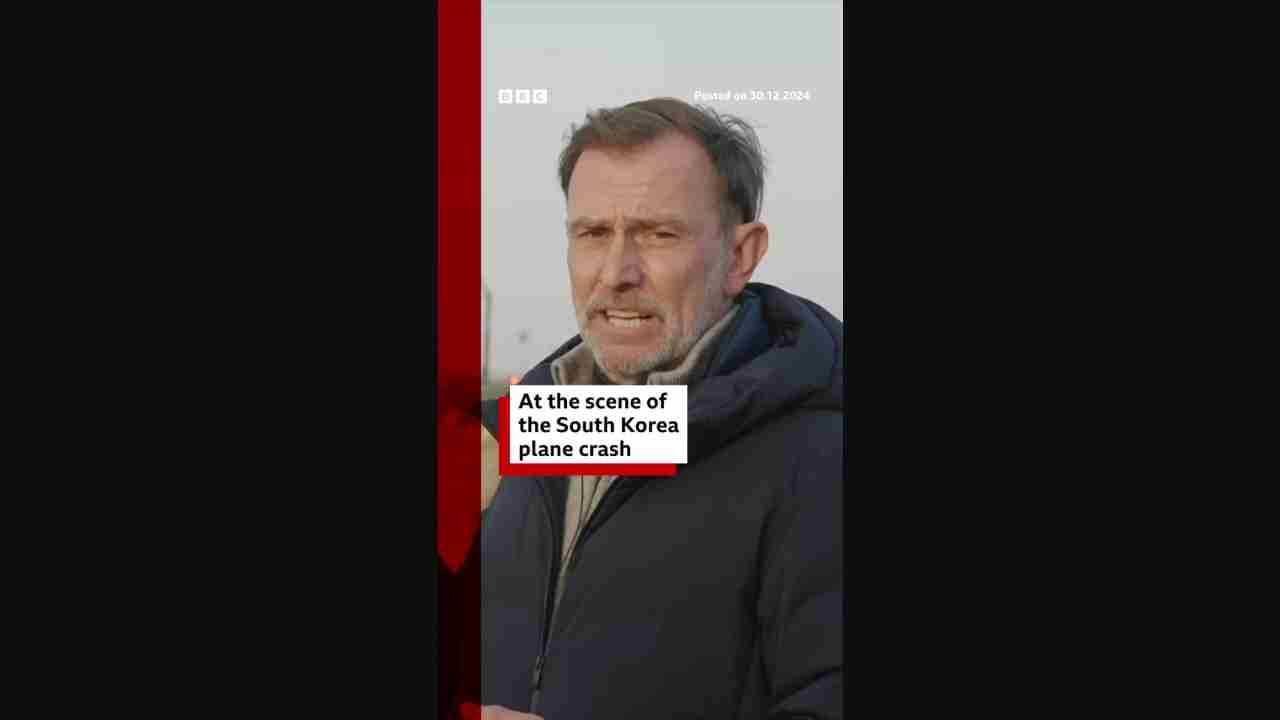 BBC
Posted on 30.12.2024
At the scene of
the South Korea
plane crash